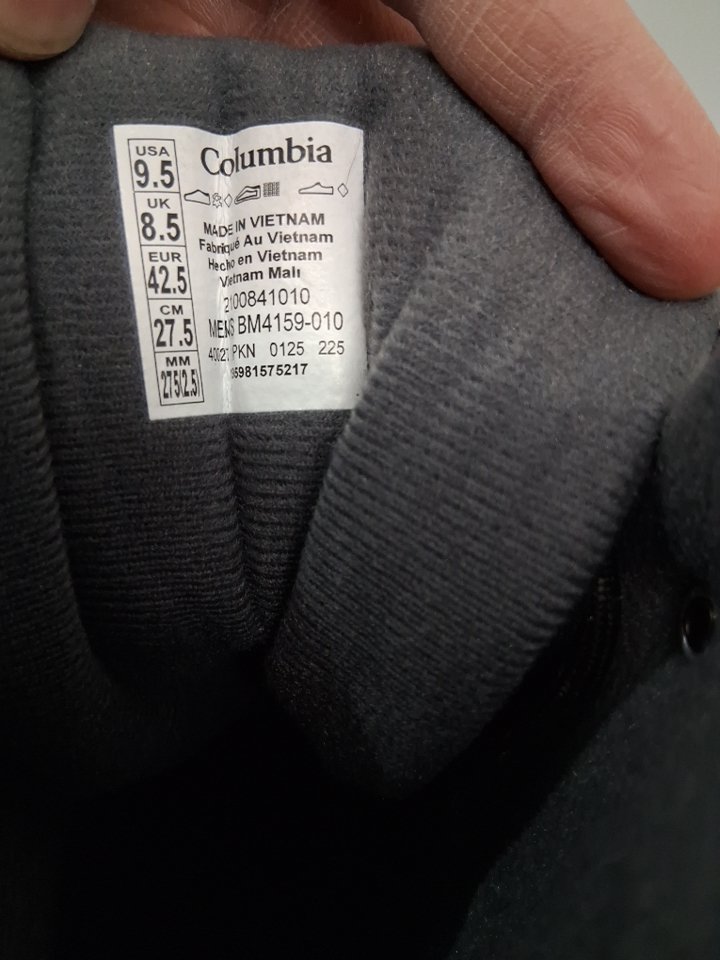 USA
9.5
UK
8.5
EUR
42.5
CM
27.5
MM
275(2.5)
Columbia
MADE IN VIETNAM
Fabriqué Au Vietnam
Hecho en Vietnam
Vietnam Malı
2100841010
MENS BM4159-010
PKN 0125 225